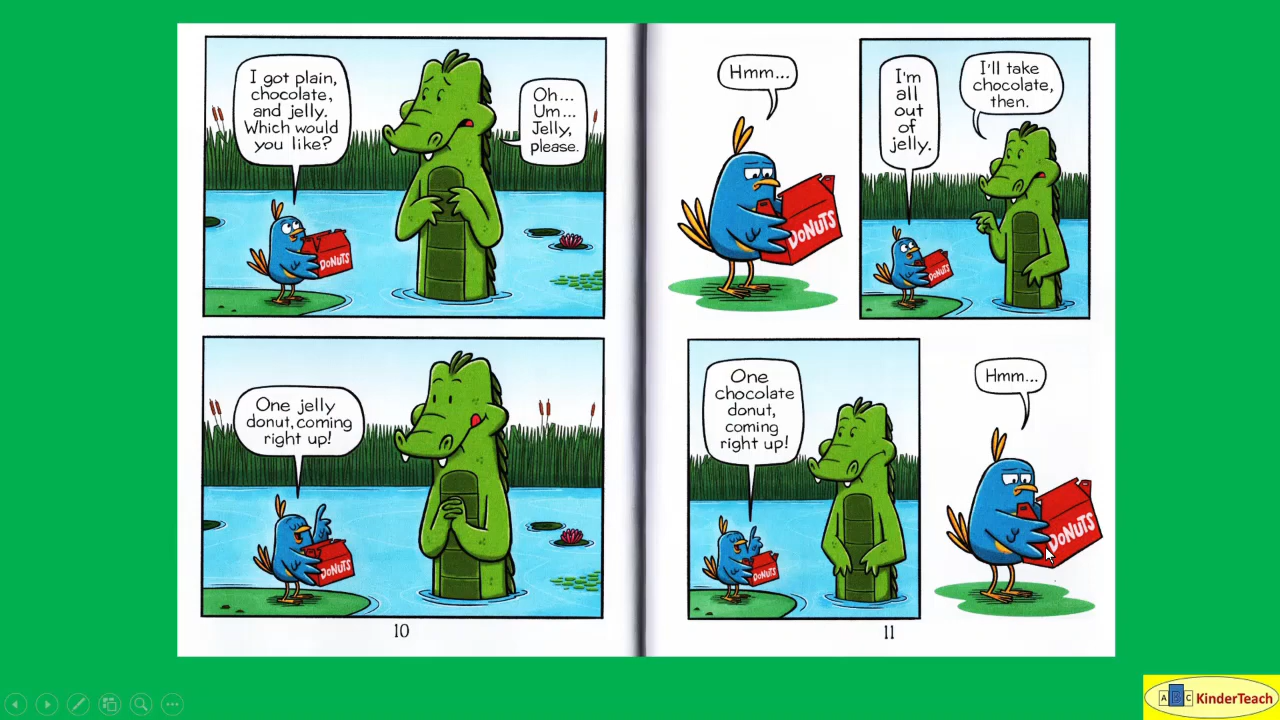 I got plain,
chocolate,
and jelly.
Which would
you like?
Oh...
Um...
Jelly,
please.
DONUTS
One jelly
donut, coming
right up!
DONUTS
10
Hmm...
DONUTS
I'm
all
out
of
jelly.
I'll take
chocolate,
then.
DONUTS
One
chocolate
donut,
coming
right up!
DONUTS
Hmm...
DONUTS
11
ABC KinderTeach